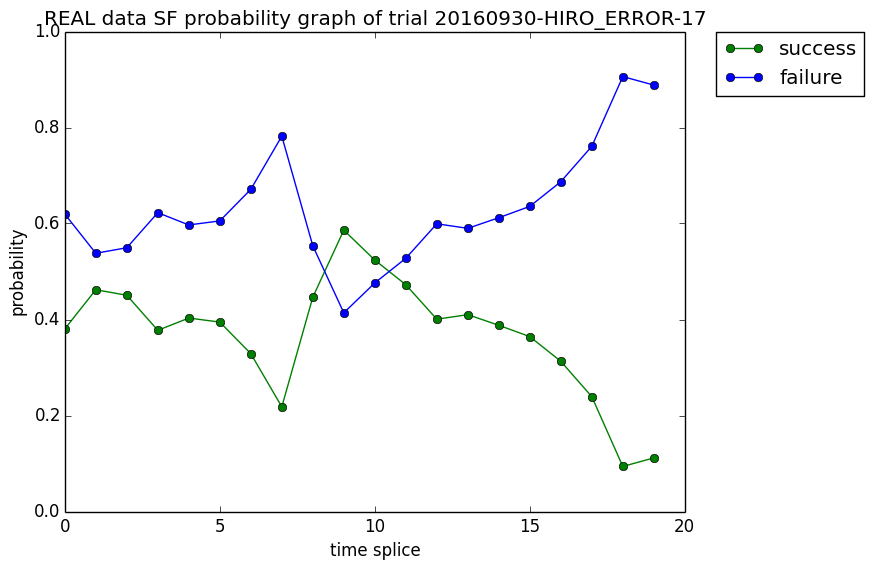 REAL data SF probability graph of trial 20160930-HIRO_ERROR-17
1.0
0.8
0.6
0.4
0.2
0.0
probability
0
5
10
15
20
time splice
success
failure